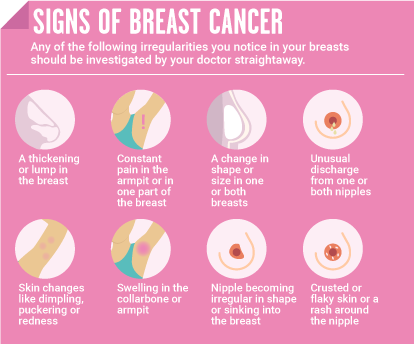 SIGNS OF BREAST CANCER
Any of the following irregularities you notice in your breasts
should be investigated by your doctor straightaway.
A thickening
or lump in
the breast
Constant
pain in the
armpit or in
one part of
the breast
A change in
shape or
size in one
or both
breasts
Unusual
discharge
from one or
both nipples
Skin changes
like dimpling,
puckering or
redness
Swelling in the
collarbone or
armpit
Nipple becoming
irregular in shape
or sinking into
the breast
Crusted or
flaky skin or a
rash around
the nipple